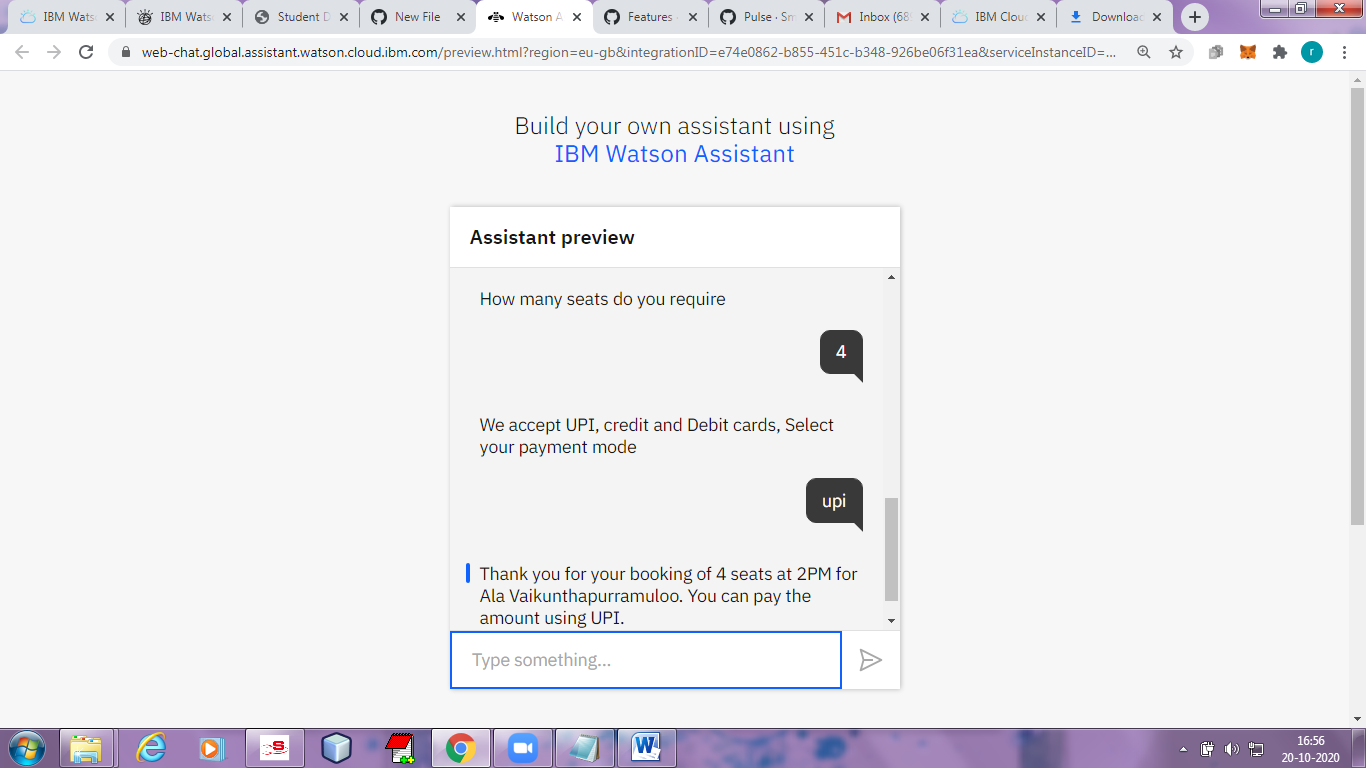 IBM Wats
IBM Wats
Student D
New File
Watson A
Features
Pulse · Sm
Inbox (68
IBM Clou
Downloac
web-chat.global.assistant.watson.cloud.ibm.com/preview.html?region=eu-gb&integrationID=e74e0862-b855-451c-b348-926be06f31ea&serviceInstanceID=...
r
Build your own assistant using
IBM Watson Assistant
Assistant preview
How many seats do you require
4
We accept UPI, credit and Debit cards, Select
your payment mode
upi
Thank you for your booking of 4 seats at 2PM for
Ala Vaikunthapurramuloo. You can pay the
amount using UPI.
Type something...
16:56
20-10-2020